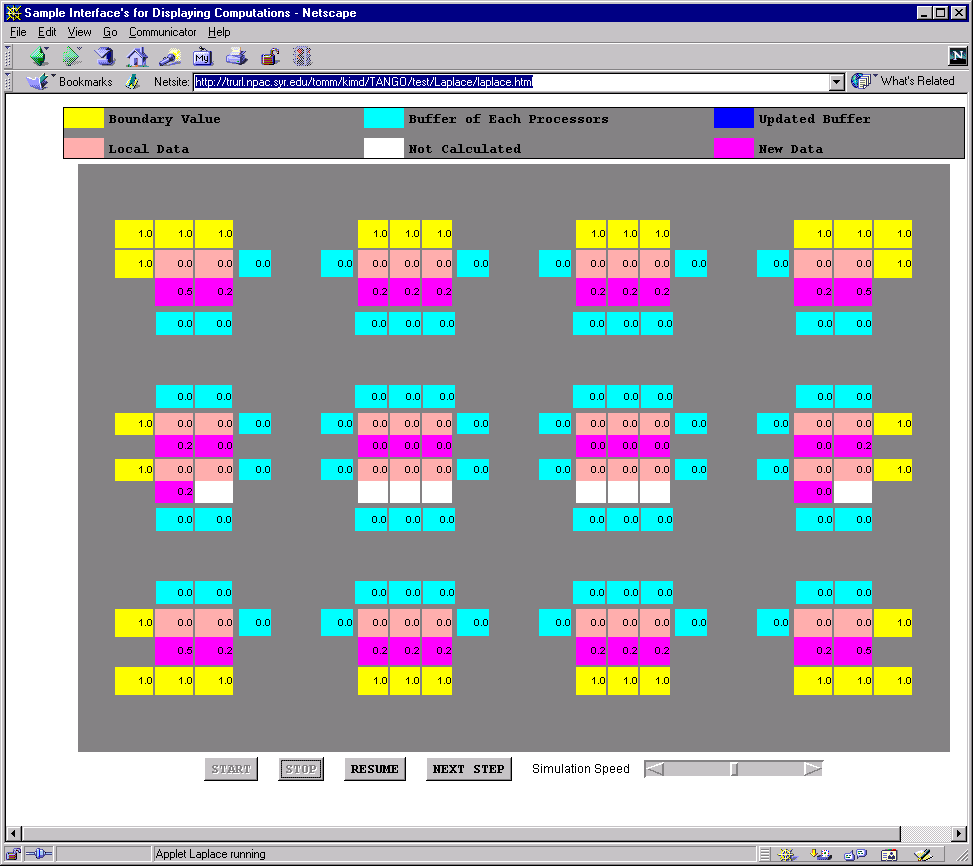 Sample Interface's for Displaying Computations - Netscape
File Edit View Go Communicator Help
My N
Bookmarks Netsite: http://trurl.npac.syr.edu/tomm/kimd/TANGO/test/Laplace/laplace.htm What's Related
Boundary Value Buffer of Each Processors Updated Buffer
Local Data Not Calculated New Data
1.0 1.0 1.0 1.0 1.0 1.0 1.0 1.0 1.0 1.0 1.0 1.0
1.0 0.0 0.0 0.0 0.0 0.0 0.0 0.0 0.0 0.0 0.0 0.0 0.0 0.0 0.0 0.0 0.0 1.0
0.5 0.2 0.2 0.2 0.2 0.2 0.2 0.2 0.2 0.5
0.0 0.0 0.0 0.0 0.0 0.0 0.0 0.0 0.0 0.0
0.0 0.0 0.0 0.0 0.0 0.0 0.0 0.0 0.0 0.0
1.0 0.0 0.0 0.0 0.0 0.0 0.0 0.0 0.0 0.0 0.0 0.0 0.0 0.0 0.0 0.0 0.0 1.0
0.2 0.0 0.0 0.0 0.0 0.0 0.0 0.0 0.0 0.2
1.0 0.0 0.0 0.0 0.0 0.0 0.0 0.0 0.0 0.0 0.0 0.0 0.0 0.0 0.0 0.0 0.0 1.0
0.2 0.0
0.0 0.0 0.0 0.0 0.0 0.0 0.0 0.0 0.0 0.0
0.0 0.0 0.0 0.0 0.0 0.0 0.0 0.0 0.0 0.0
1.0 0.0 0.0 0.0 0.0 0.0 0.0 0.0 0.0 0.0 0.0 0.0 0.0 0.0 0.0 0.0 0.0 1.0
0.5 0.2 0.2 0.2 0.2 0.2 0.2 0.2 0.2 0.5
1.0 1.0 1.0 1.0 1.0 1.0 1.0 1.0 1.0 1.0 1.0 1.0
START STOP RESUME NEXT STEP Simulation Speed
Applet Laplace running